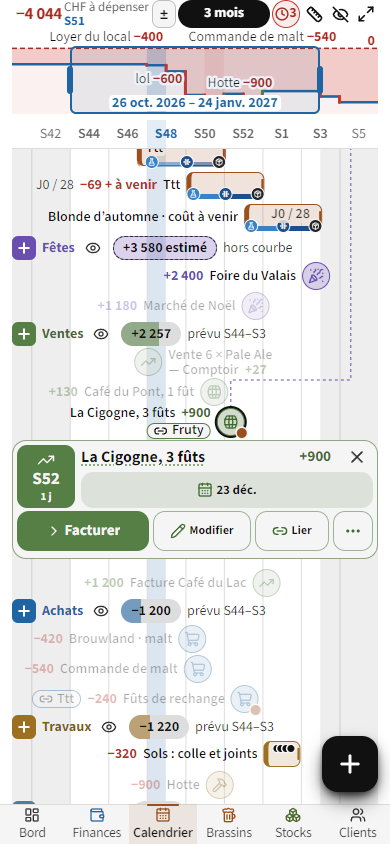 −4 044 CHF à dépenser S51 ± 3 mois 3
Loyer du local −400 Commande de malt −540 0
lol −600 Hotte −900
26 oct. 2026 – 24 janv. 2027
S42 S44 S46 S48 S50 S52 S1 S3 S5
Ttt
J0 / 28 −69 + à venir Ttt
Blonde d’automne · coût à venir J0 / 28
Fêtes +3 580 estimé hors courbe
+2 400 Foire du Valais
+1 180 Marché de Noël
Ventes +2 257 prévu S44–S3
Vente 6 × Pale Ale
— Comptoir +27
+130 Café du Pont, 1 fût
La Cigogne, 3 fûts +900
Fruty
S52
1 j
La Cigogne, 3 fûts +900
23 déc.
Facturer Modifier Lier
+1 200 Facture Café du Lac
Achats −1 200 prévu S44–S3
−420 Brouwland · malt
−540 Commande de malt
Ttt −240 Fûts de rechange
Travaux −1 220 prévu S44–S3
−320 Sols : colle et joints
−900 Hotte
Bord Finances Calendrier Brassins Stocks Clients